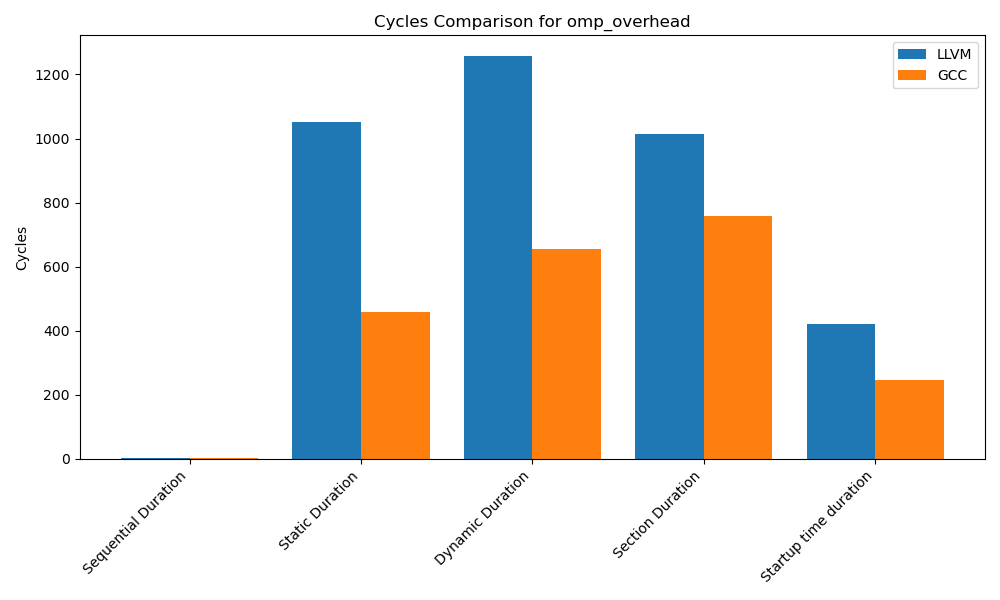 Cycles Comparison for omp_overhead
LLVM
GCC
Cycles
1200
1000
800
600
400
200
0
Sequential Duration
Static Duration
Dynamic Duration
Section Duration
Startup time duration